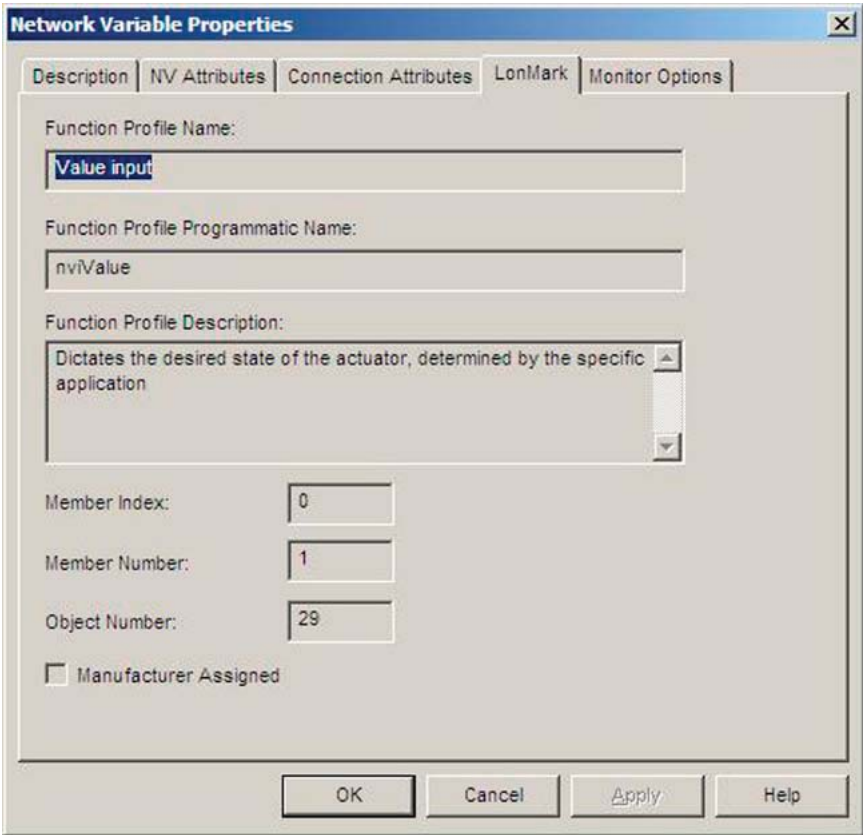 Network Variable Properties
Description NV Attributes Connection Attributes LonMark Monitor Options
Function Profile Name:
Value input
Function Profile Programmatic Name:
nviValue
Function Profile Description:
Dictates the desired state of the actuator, determined by the specific
application
Member Index: 0
Member Number: 1
Object Number: 29
Manufacturer Assigned
OK Cancel Apply Help